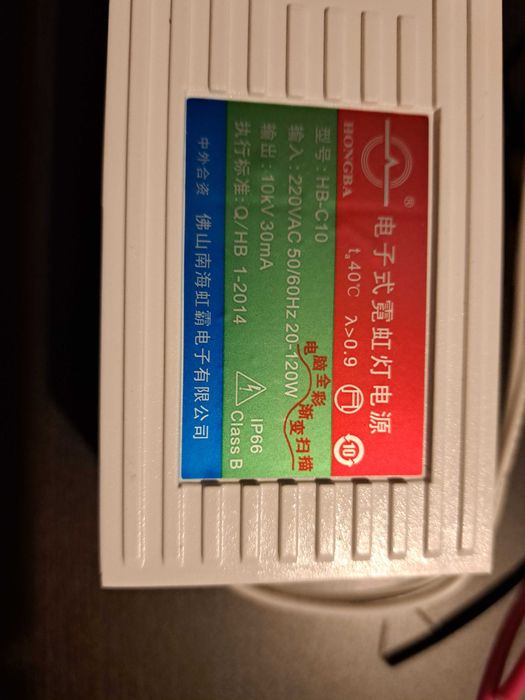 ®
HONGBA
电子式霓虹灯电源
tₐ40℃ λ>0.9
10
型号:HB-C10
输入:220VAC 50/60Hz 20-120W
输出:10kV 30mA
执行标准:Q/HB 1-2014
电脑全彩
渐变扫描
IP66
Class B
中外合资 佛山南海虹霸电子有限公司